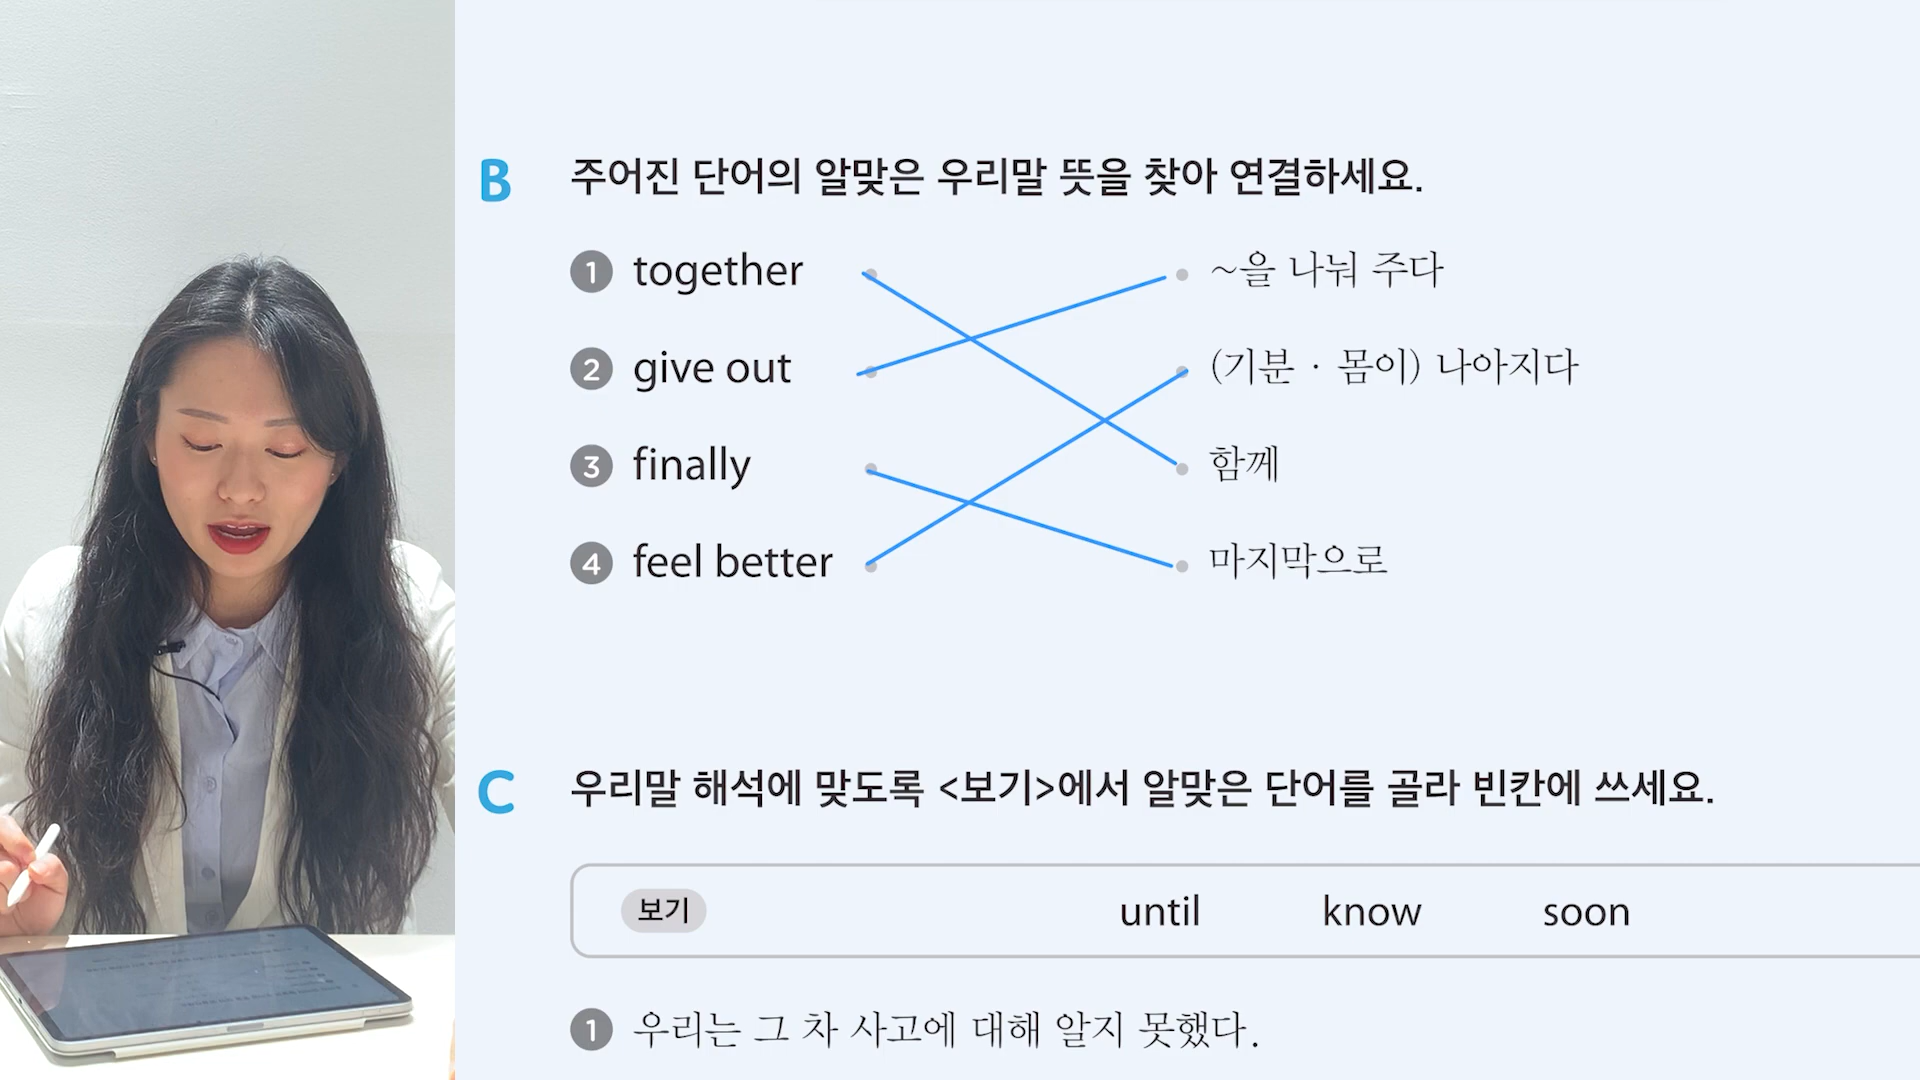 B 주어진 단어의 알맞은 우리말 뜻을 찾아 연결하세요.
1 together ~을 나눠 주다
2 give out (기분 · 몸이) 나아지다
3 finally 함께
4 feel better 마지막으로
C 우리말 해석에 맞도록 <보기>에서 알맞은 단어를 골라 빈칸에 쓰세요.
보기 until know soon
1 우리는 그 차 사고에 대해 알지 못했다.